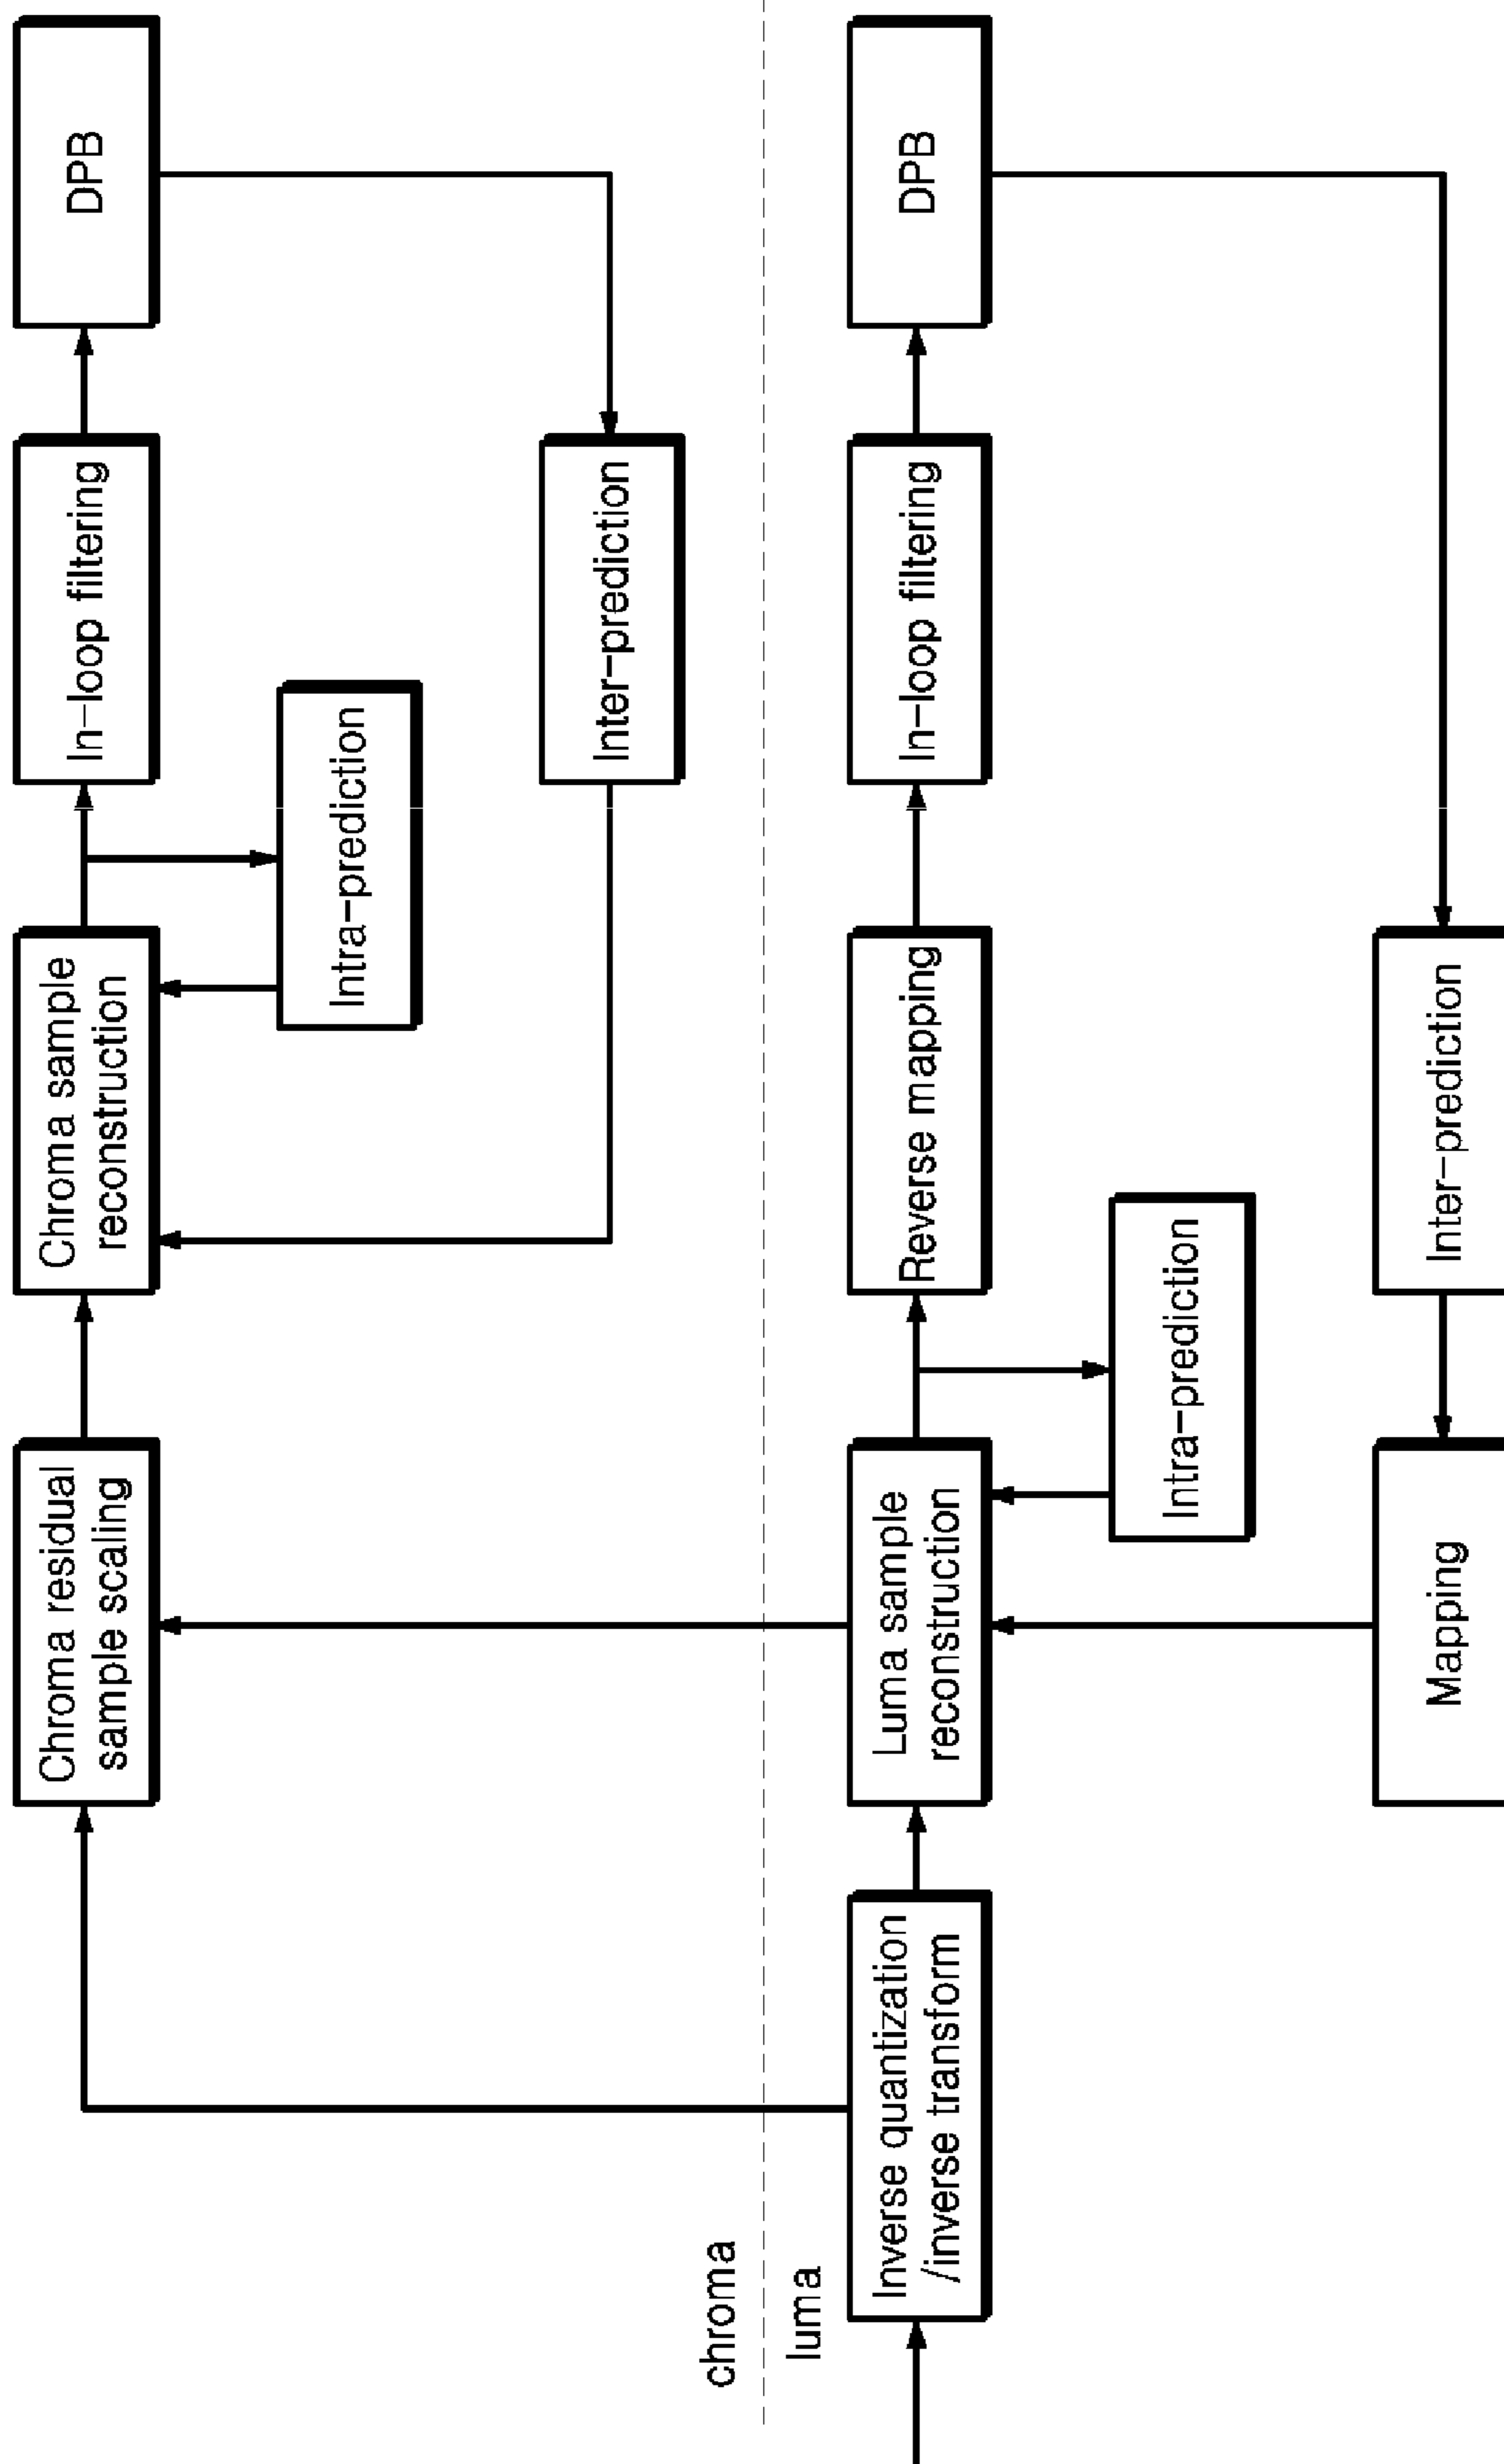 Chroma residual
sample scaling
Chroma sample
reconstruction
In-loop filtering
DPB
Intra-prediction
Inter-prediction
chroma
luma
Inverse quantization
/inverse transform
Luma sample
reconstruction
Reverse mapping
In-loop filtering
DPB
Intra-prediction
Mapping
Inter-prediction